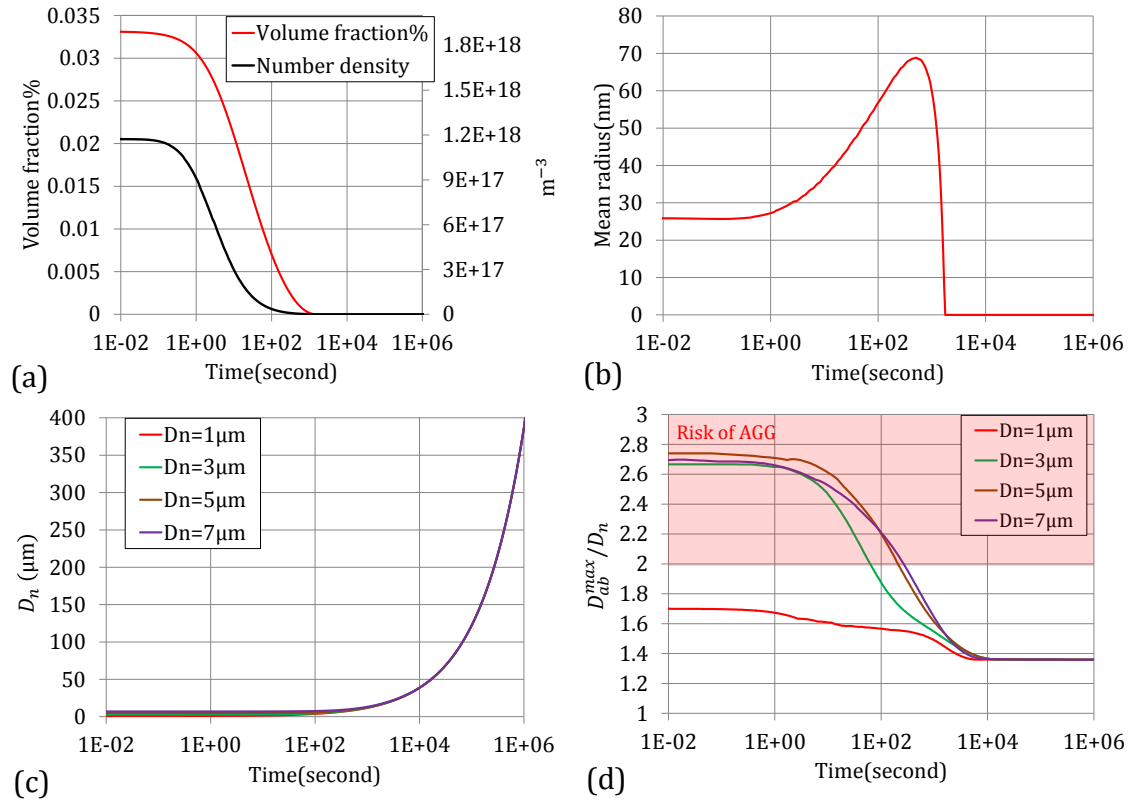 0.035
0.03
0.025
0.02
0.015
0.01
0.005
0
Volume fraction%
Volume fraction%
Number density
1.8E+18
1.5E+18
1.2E+18
9E+17
6E+17
3E+17
0
m⁻³
1E-02 1E+00 1E+02 1E+04 1E+06
Time(second)
(a)
80
70
60
50
40
30
20
10
0
Mean radius(nm)
1E-02 1E+00 1E+02 1E+04 1E+06
Time(second)
(b)
400
350
300
250
200
150
100
50
0
Dₙ (μm)
Dn=1μm
Dn=3μm
Dn=5μm
Dn=7μm
1E-02 1E+00 1E+02 1E+04 1E+06
Time(second)
(c)
3
2.8
2.6
2.4
2.2
2
1.8
1.6
1.4
1.2
1
D_{ab}^{max}/D_n
Risk of AGG
Dn=1μm
Dn=3μm
Dn=5μm
Dn=7μm
1E-02 1E+00 1E+02 1E+04 1E+06
Time(second)
(d)